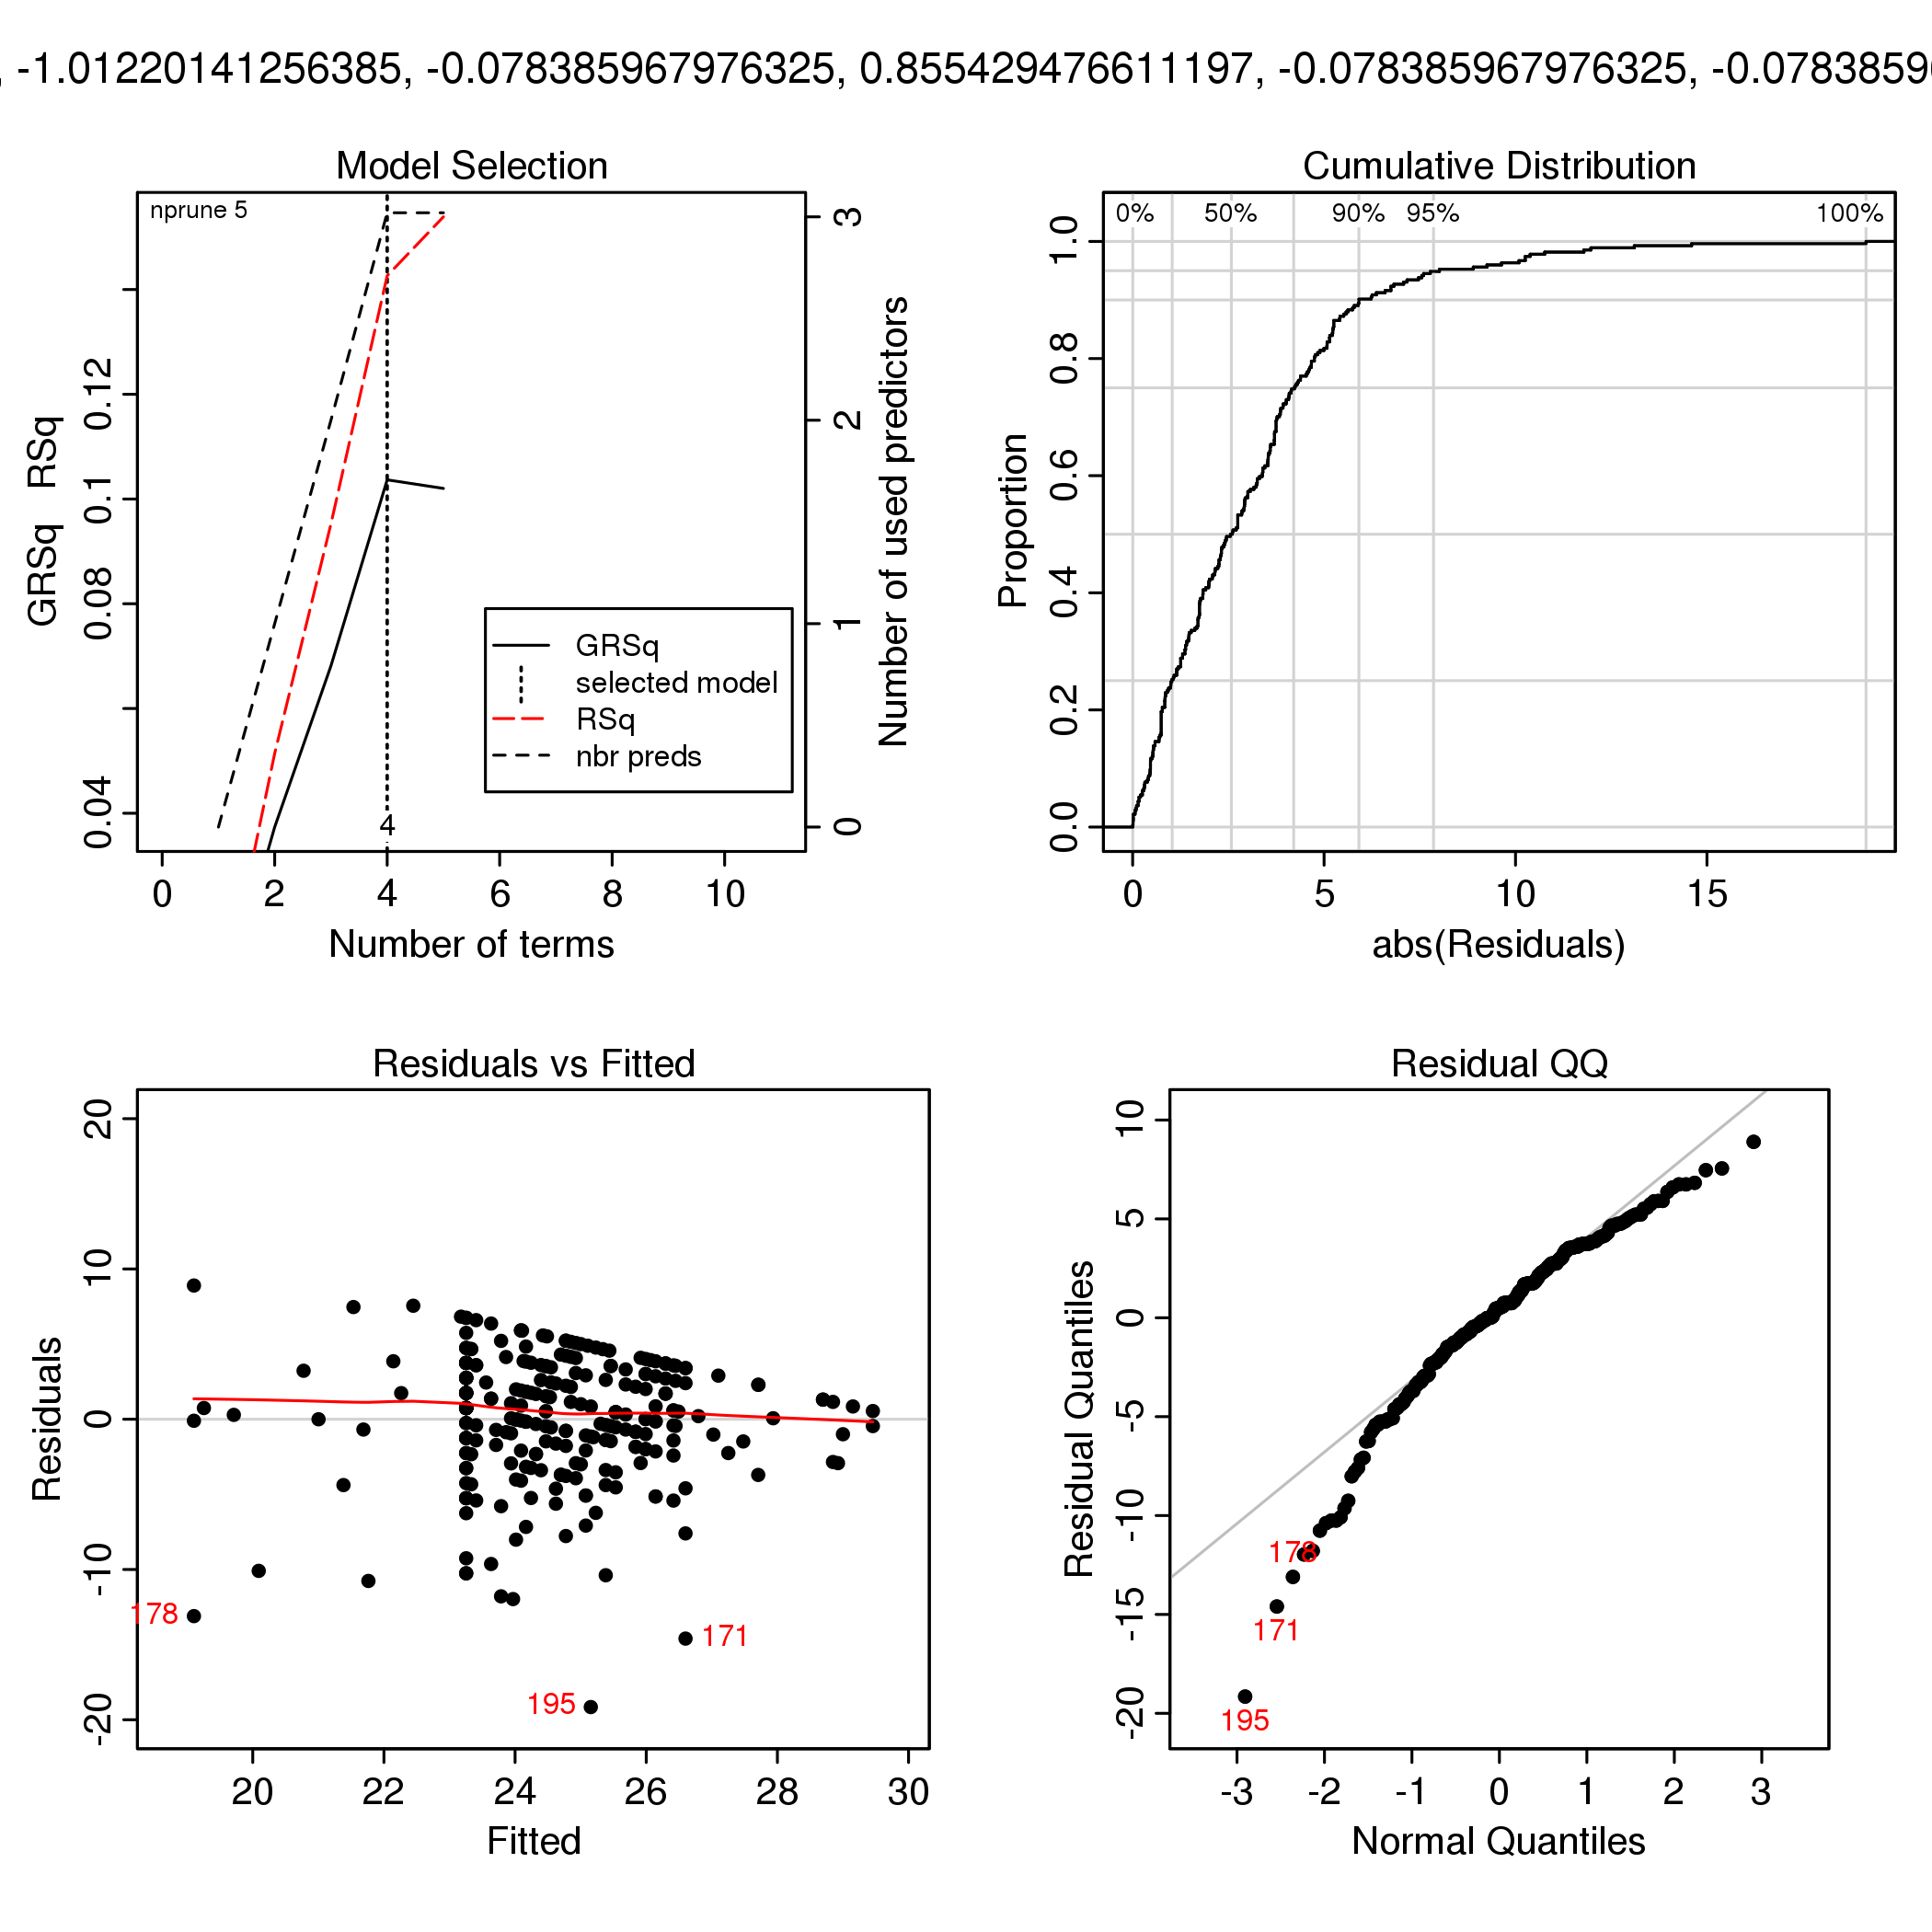 , -1.01220141256385, -0.078385967976325, 0.855429476611197, -0.078385967976325, -0.0783859
Model Selection
nprune 5
GRSq RSq
0.04
0.08
0.1
0.12
0 1 2 3
Number of used predictors
GRSq
selected model
RSq
nbr preds
4
0 2 4 6 8 10
Number of terms
Cumulative Distribution
0% 50% 90% 95% 100%
Proportion
0.0 0.2 0.4 0.6 0.8 1.0
0 5 10 15
abs(Residuals)
Residuals vs Fitted
Residuals
-20 -10 0 10 20
178
171
195
20 22 24 26 28 30
Fitted
Residual QQ
Residual Quantiles
-20 -15 -10 -5 0 5 10
178
171
195
-3 -2 -1 0 1 2 3
Normal Quantiles